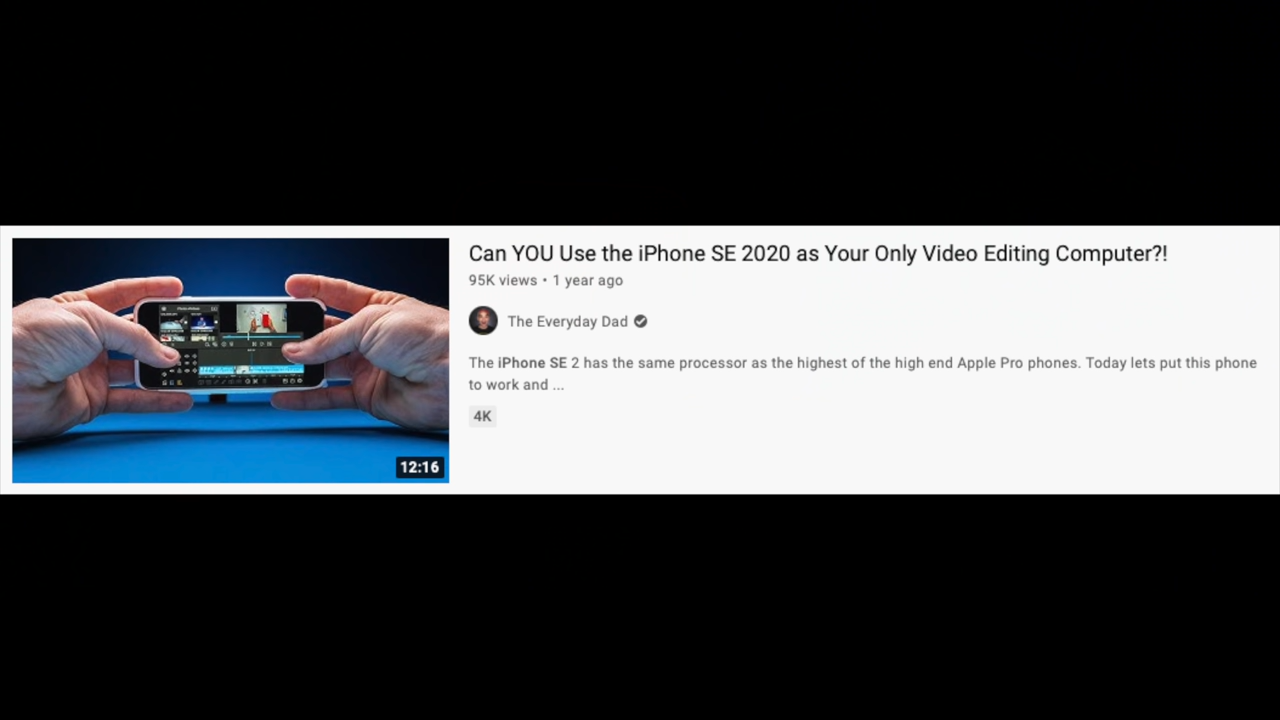 Can YOU Use the iPhone SE 2020 as Your Only Video Editing Computer?!
95K views • 1 year ago
The Everyday Dad
The iPhone SE 2 has the same processor as the highest of the high end Apple Pro phones. Today lets put this phone
to work and ...
4K
12:16